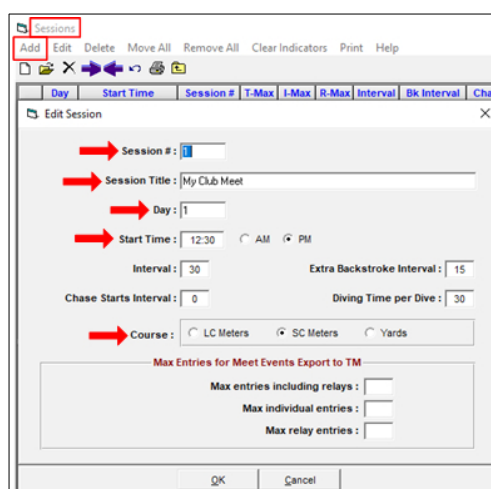 Sessions
Add Edit Delete Move All Remove All Clear Indicators Print Help
Day Start Time Session # T-Max I-Max R-Max Interval Bk Interval Cha
Edit Session
Session # : 1
Session Title : My Club Meet
Day : 1
Start Time : 12:30 AM PM
Interval : 30 Extra Backstroke Interval : 15
Chase Starts Interval : 0 Diving Time per Dive : 30
Course : LC Meters SC Meters Yards
Max Entries for Meet Events Export to TM
Max entries including relays :
Max individual entries :
Max relay entries :
OK Cancel